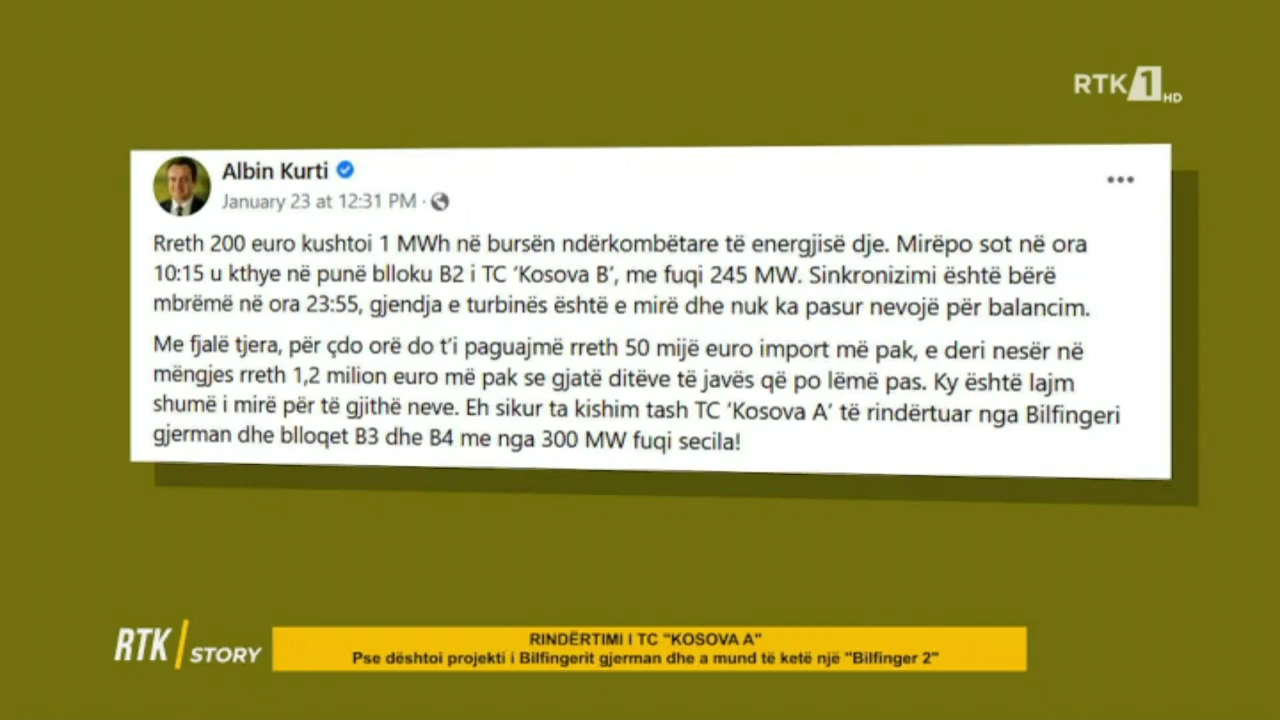 RTK 1 HD
Albin Kurti
January 23 at 12:31 PM ·
Rreth 200 euro kushtoi 1 MWh në bursën ndërkombëtare të energjisë dje. Mirëpo sot në ora
10:15 u kthye në punë blloku B2 i TC ‘Kosova B’, me fuqi 245 MW. Sinkronizimi është bërë
mbrëmë në ora 23:55, gjendja e turbinës është e mirë dhe nuk ka pasur nevojë për balancim.
Me fjalë tjera, për çdo orë do t’i paguajmë rreth 50 mijë euro import më pak, e deri nesër në
mëngjes rreth 1,2 milion euro më pak se gjatë ditëve të javës që po lëmë pas. Ky është lajm
shumë i mirë për të gjithë neve. Eh sikur ta kishim tash TC ‘Kosova A’ të rindërtuar nga Bilfingeri
gjerman dhe blloqet B3 dhe B4 me nga 300 MW fuqi secila!
RTK / STORY
RINDËRTIMI I TC "KOSOVA A"
Pse dështoi projekti i Bilfingerit gjerman dhe a mund të ketë një "Bilfinger 2"